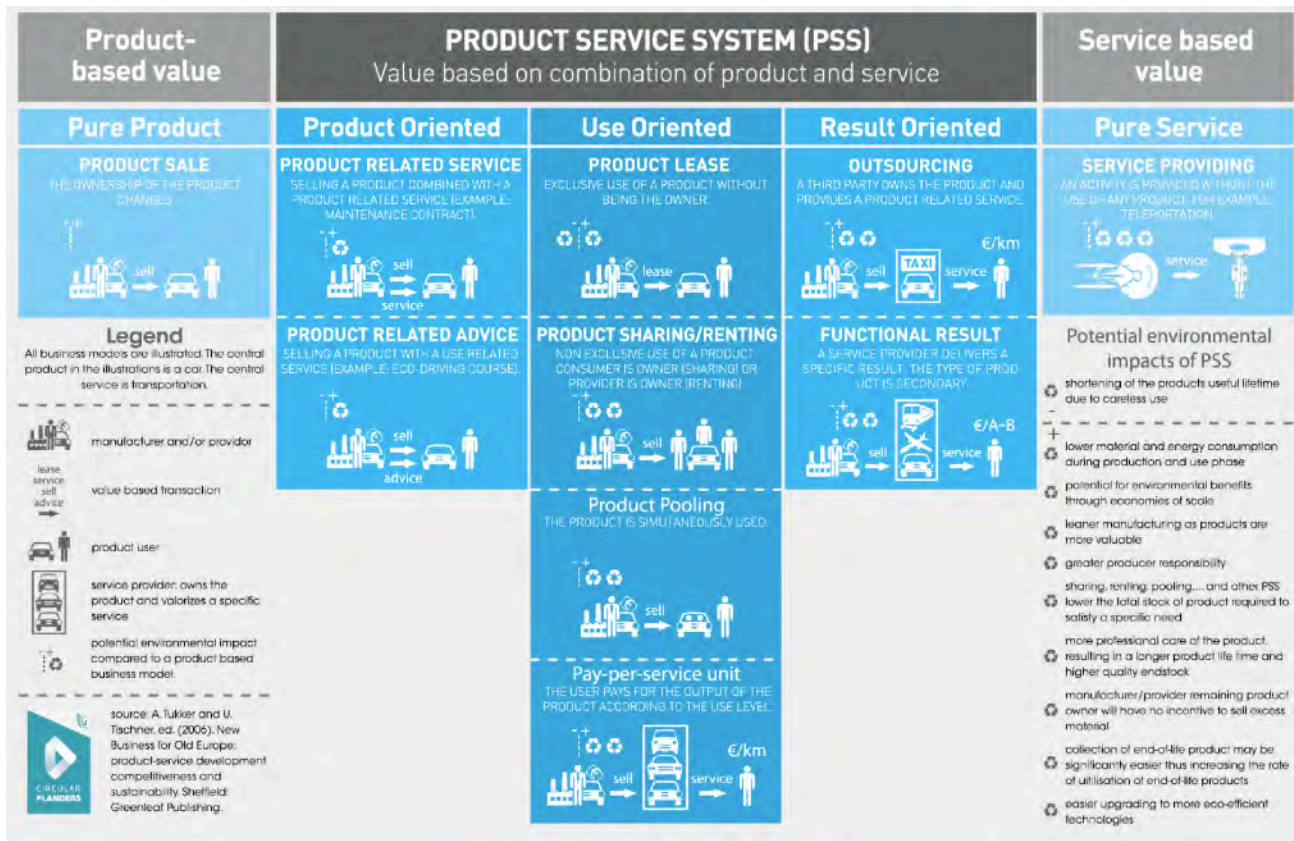 Product-
based value
PRODUCT SERVICE SYSTEM (PSS)
Value based on combination of product and service
Service based
value
Pure Product
Product Oriented
Use Oriented
Result Oriented
Pure Service
PRODUCT SALE
THE OWNERSHIP OF THE PRODUCT
CHANGES.
sell
PRODUCT RELATED SERVICE
SELLING A PRODUCT COMBINED WITH A
PRODUCT RELATED SERVICE (EXAMPLE:
MAINTENANCE CONTRACT).
sell
service
PRODUCT LEASE
EXCLUSIVE USE OF A PRODUCT WITHOUT
BEING THE OWNER.
lease
OUTSOURCING
A THIRD PARTY OWNS THE PRODUCT AND
PROVIDES A PRODUCT RELATED SERVICE.
€/km
sell
TAXI
service
SERVICE PROVIDING
AN ACTIVITY IS PROVIDED WITHOUT THE
USE OF ANY PRODUCT, FOR EXAMPLE:
TELEPORTATION.
service
PRODUCT RELATED ADVICE
SELLING A PRODUCT WITH A USE RELATED
SERVICE (EXAMPLE: ECO-DRIVING COURSE).
sell
advice
PRODUCT SHARING/RENTING
NON EXCLUSIVE USE OF A PRODUCT
CONSUMER IS OWNER (SHARING) OR
PROVIDER IS OWNER (RENTING)
sell
FUNCTIONAL RESULT
A SERVICE PROVIDER DELIVERS A
SPECIFIC RESULT. THE TYPE OF PROD-
UCT IS SECONDARY.
€/A-B
sell
service
Product Pooling
THE PRODUCT IS SIMUTANEOUSLY USED.
sell
Pay-per-service unit
THE USER PAYS FOR THE OUTPUT OF THE
PRODUCT ACCORDING TO THE USE LEVEL.
€/km
sell
service
Legend
All business models are illustrated. The central
product in the illustrations is a car. The central
service is transportation.
manufacturer and/or providor
lease
service
sell
advice
value based transaction
product user
service provider: owns the
product and valorizes a specific
service
potential environmental impact
compared to a product based
business model.
CIRCULAR
FLANDERS
source: A. Tukker and U.
Tischner, ed. (2006). New
Business for Old Europe:
product-service development
competitiveness and
sustainability. Sheffield:
Greenleaf Publishing.
Potential environmental
impacts of PSS
shortening of the products useful lifetime
due to careless use
-
+
lower material and energy consumption
during production and use phase
potential for environmental benefits
through economies of scale
leaner manufacturing as products are
more valuable
greater producer responsibility
sharing, renting, pooling,... and other PSS
lower the total stock of product required to
satisfy a specific need
more professional care of the product,
resulting in a longer product life time and
higher quality endstock
manufacturer/provider remaining product
owner will have no incentive to sell excess
material
collection of end-of-life product may be
significantly easier thus increasing the rate
of utilisation of end-of-life products
easier upgrading to more eco-efficient
technologies